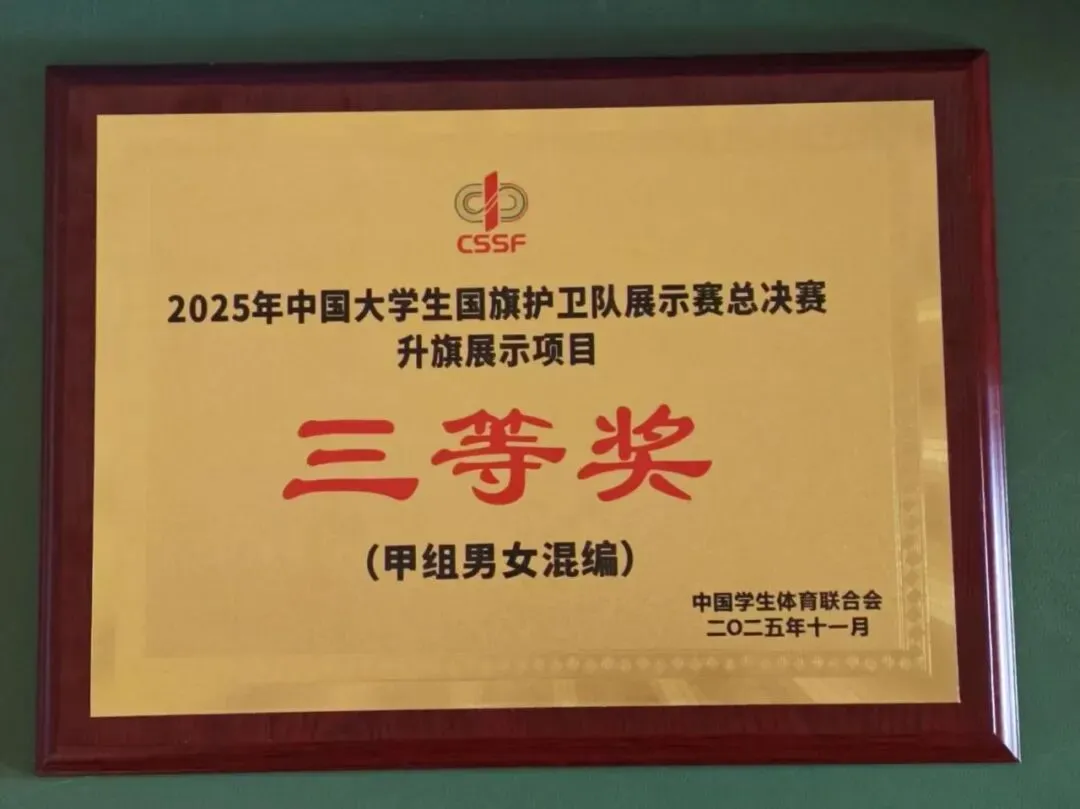 CSSF
2025年中国大学生国旗护卫队展示赛总决赛
升旗展示项目
三等奖
（甲组男女混编）
中国学生体育联合会
二〇二五年十一月